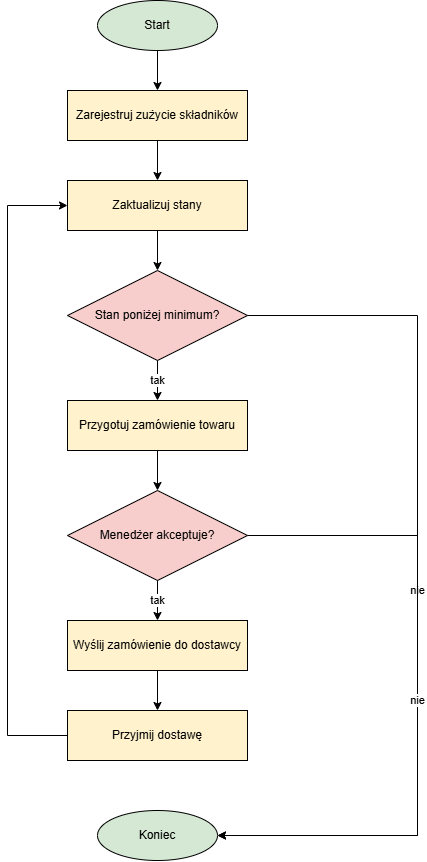 Start
Zarejestruj zużycie składników
Zaktualizuj stany
Stan poniżej minimum?
tak
Przygotuj zamówienie towaru
Menedżer akceptuje?
nie
tak
Wyślij zamówienie do dostawcy
nie
Przyjmij dostawę
Koniec